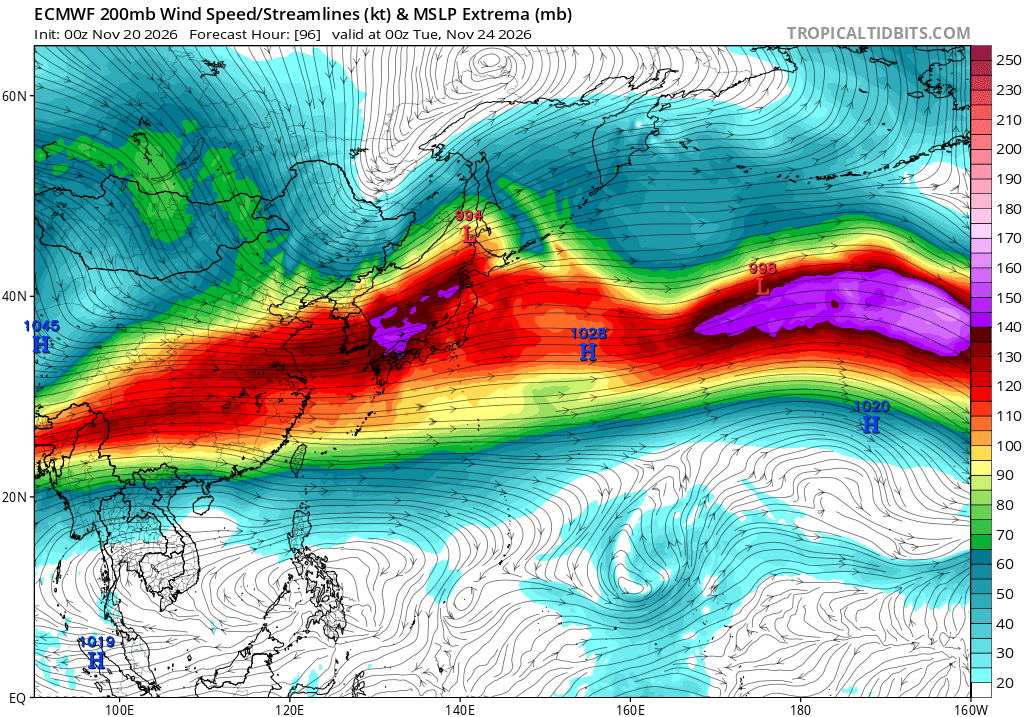 ECMWF 200mb Wind Speed/Streamlines (kt) & MSLP Extrema (mb)
Init: 00z Nov 20 2026 Forecast Hour: [96] valid at 00z Tue, Nov 24 2026
TROPICALTIDBITS.COM
60N
40N
20N
EQ
100E
120E
140E
160E
180
160W
250
230
210
200
190
180
170
160
150
140
130
120
110
100
90
80
70
60
50
40
30
20
994
L
998
L
1045
H
1028
H
1020
H
1019
H